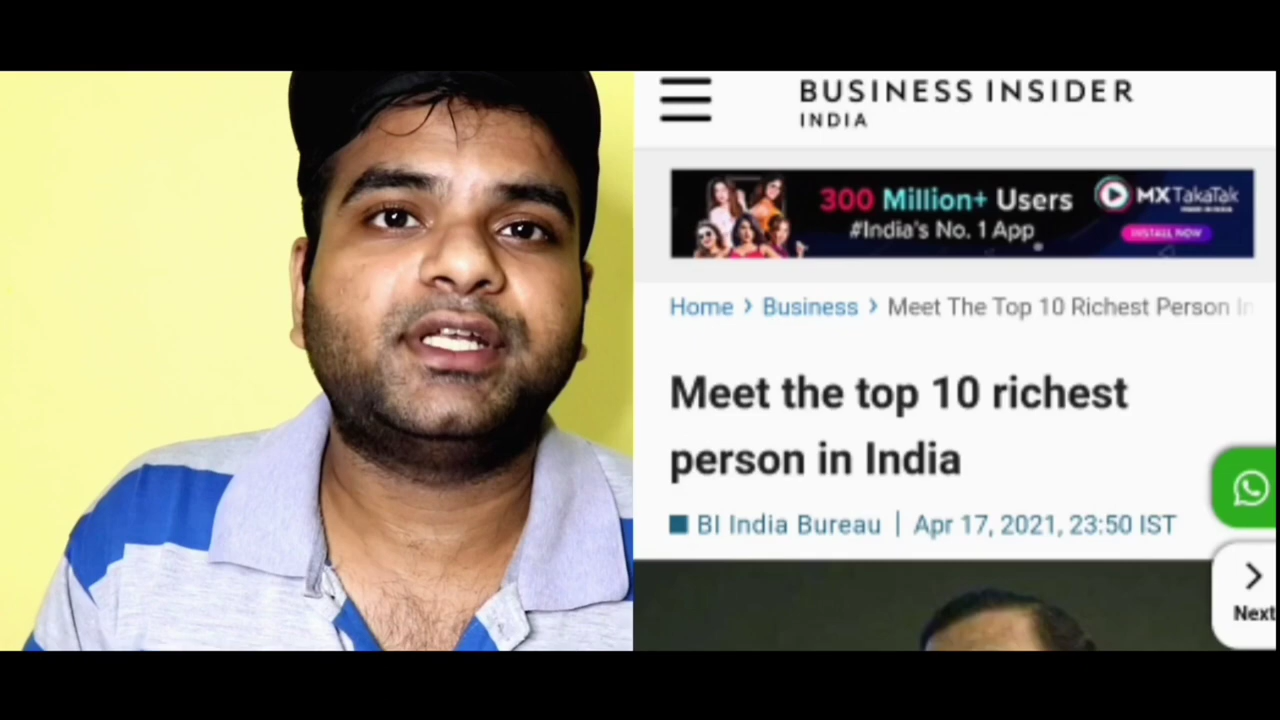 BUSINESS INSIDER
INDIA
300 Million+ Users
#India's No. 1 App
MX TakaTak
INSTALL NOW
Home > Business > Meet The Top 10 Richest Person In
Meet the top 10 richest
person in India
BI India Bureau | Apr 17, 2021, 23:50 IST
Next